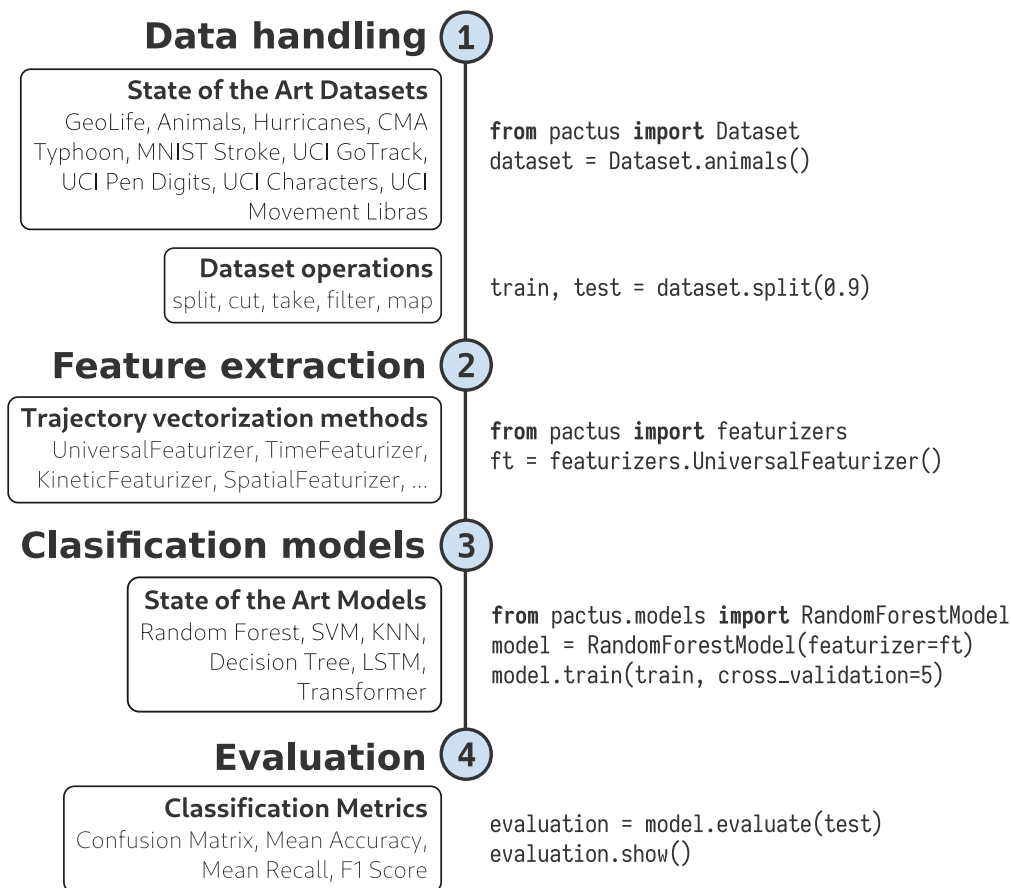 Data handling 1
State of the Art Datasets
GeoLife, Animals, Hurricanes, CMA
Typhoon, MNIST Stroke, UCI GoTrack,
UCI Pen Digits, UCI Characters, UCI
Movement Libras
from pactus import Dataset
dataset = Dataset.animals()
Dataset operations
split, cut, take, filter, map
train, test = dataset.split(0.9)
Feature extraction 2
Trajectory vectorization methods
UniversalFeaturizer, TimeFeaturizer,
KineticFeaturizer, SpatialFeaturizer, ...
from pactus import featurizers
ft = featurizers.UniversalFeaturizer()
Clasification models 3
State of the Art Models
Random Forest, SVM, KNN,
Decision Tree, LSTM,
Transformer
from pactus.models import RandomForestModel
model = RandomForestModel(featurizer=ft)
model.train(train, cross_validation=5)
Evaluation 4
Classification Metrics
Confusion Matrix, Mean Accuracy,
Mean Recall, F1 Score
evaluation = model.evaluate(test)
evaluation.show()